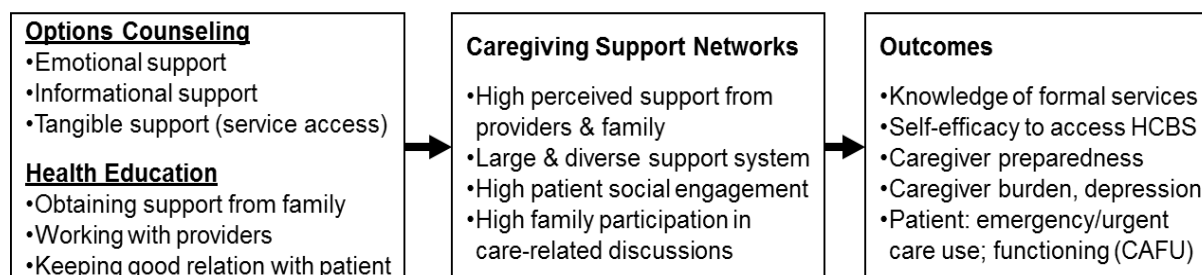 Options Counseling
•Emotional support
•Informational support
•Tangible support (service access)
Health Education
•Obtaining support from family
•Working with providers
•Keeping good relation with patient
Caregiving Support Networks
•High perceived support from
providers & family
•Large & diverse support system
•High patient social engagement
•High family participation in
care-related discussions
Outcomes
•Knowledge of formal services
•Self-efficacy to access HCBS
•Caregiver preparedness
•Caregiver burden, depression
•Patient: emergency/urgent
care use; functioning (CAFU)